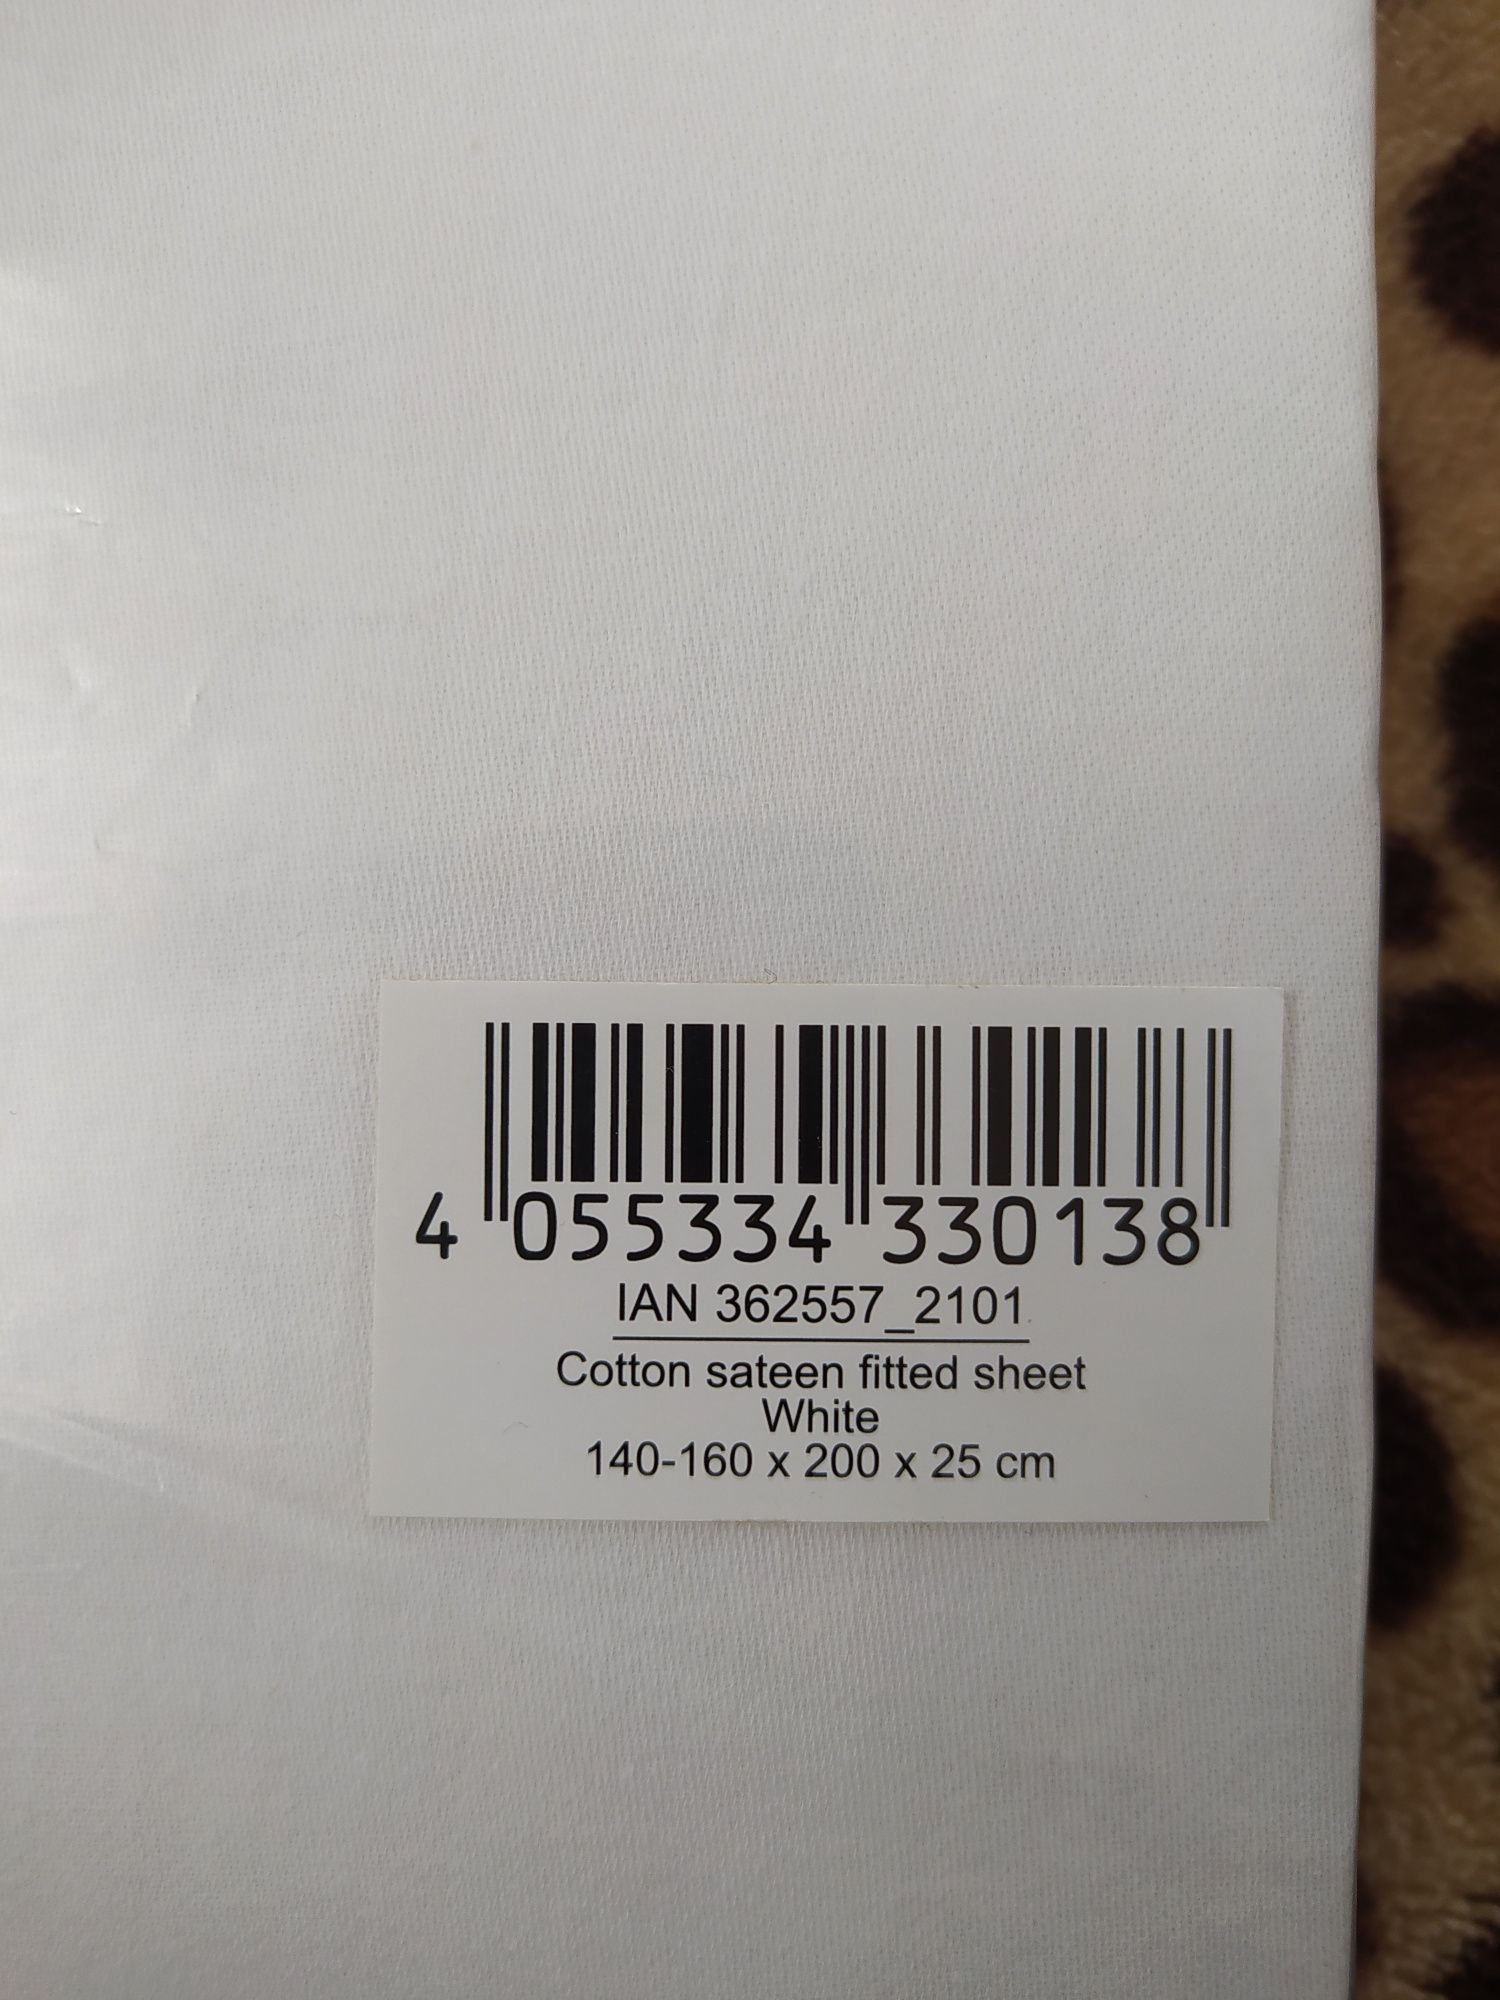 4 055334 330138
IAN 362557_2101
Cotton sateen fitted sheet
White
140-160 x 200 x 25 cm